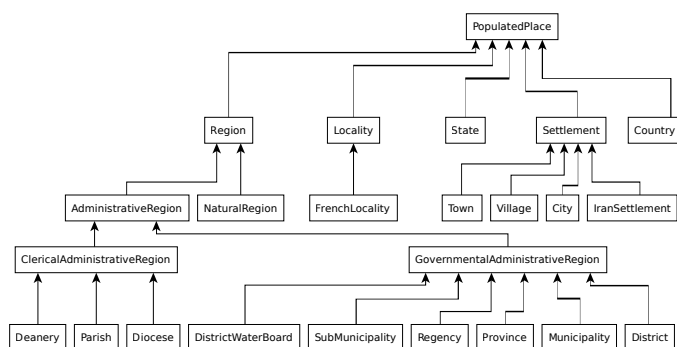 PopulatedPlace
Region
Locality
State
Settlement
Country
AdministrativeRegion
NaturalRegion
FrenchLocality
Town
Village
City
IranSettlement
ClericalAdministrativeRegion
GovernmentalAdministrativeRegion
Deanery
Parish
Diocese
DistrictWaterBoard
SubMunicipality
Regency
Province
Municipality
District